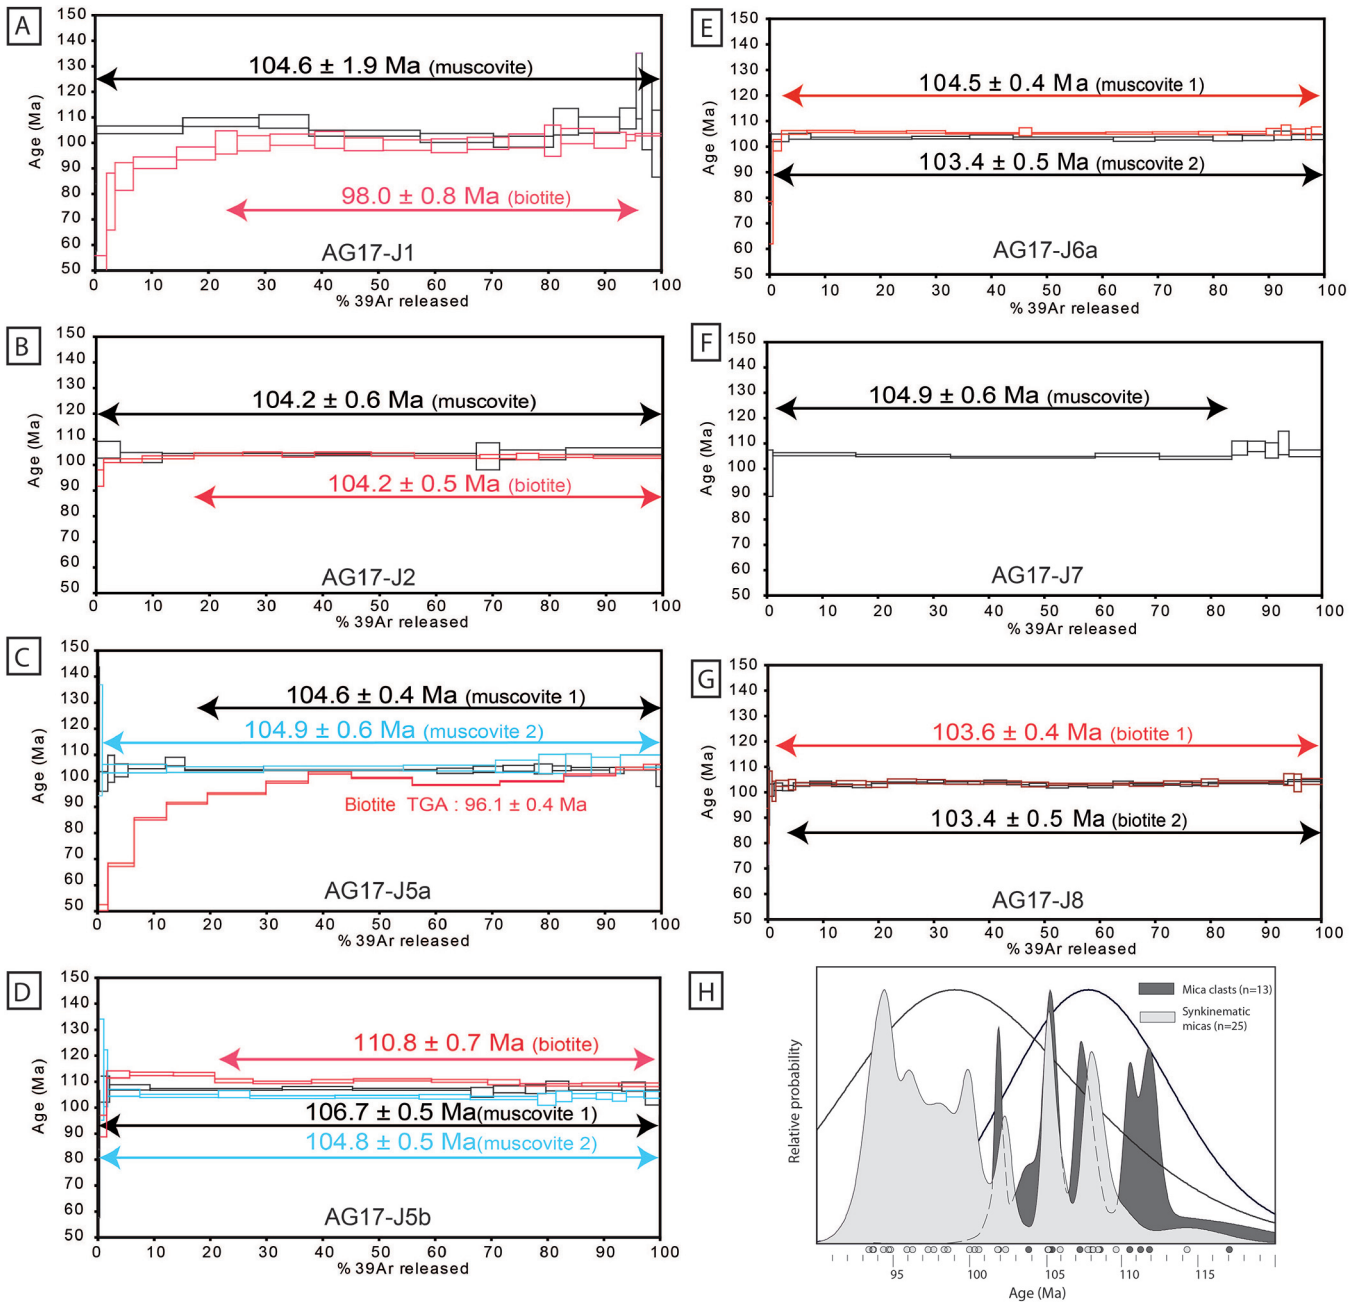 A
150
140
130
120
110
100
90
80
70
60
50
Age (Ma)
104.6 ± 1.9 Ma (muscovite)
98.0 ± 0.8 Ma (biotite)
AG17-J1
0 10 20 30 40 50 60 70 80 90 100
% 39Ar released
B
150
140
130
120
110
100
90
80
70
60
50
Age (Ma)
104.2 ± 0.6 Ma (muscovite)
104.2 ± 0.5 Ma (biotite)
AG17-J2
0 10 20 30 40 50 60 70 80 90 100
% 39Ar released
C
150
140
130
120
110
100
90
80
70
60
50
Age (Ma)
104.6 ± 0.4 Ma (muscovite 1)
104.9 ± 0.6 Ma (muscovite 2)
Biotite TGA : 96.1 ± 0.4 Ma
AG17-J5a
0 10 20 30 40 50 60 70 80 90 100
% 39Ar released
D
150
140
130
120
110
100
90
80
70
60
50
Age (Ma)
110.8 ± 0.7 Ma (biotite)
106.7 ± 0.5 Ma(muscovite 1)
104.8 ± 0.5 Ma(muscovite 2)
AG17-J5b
0 10 20 30 40 50 60 70 80 90 100
% 39Ar released
E
150
140
130
120
110
100
90
80
70
60
50
Age (Ma)
104.5 ± 0.4 Ma (muscovite 1)
103.4 ± 0.5 Ma (muscovite 2)
AG17-J6a
0 10 20 30 40 50 60 70 80 90 100
% 39Ar released
F
150
140
130
120
110
100
90
80
70
60
50
Age (Ma)
104.9 ± 0.6 Ma (muscovite)
AG17-J7
0 10 20 30 40 50 60 70 80 90 100
% 39Ar released
G
150
140
130
120
110
100
90
80
70
60
50
Age (Ma)
103.6 ± 0.4 Ma (biotite 1)
103.4 ± 0.5 Ma (biotite 2)
AG17-J8
0 10 20 30 40 50 60 70 80 90 100
% 39Ar released
H
Mica clasts (n=13)
Synkinematic
micas (n=25)
Relative probability
95 100 105 110 115
Age (Ma)